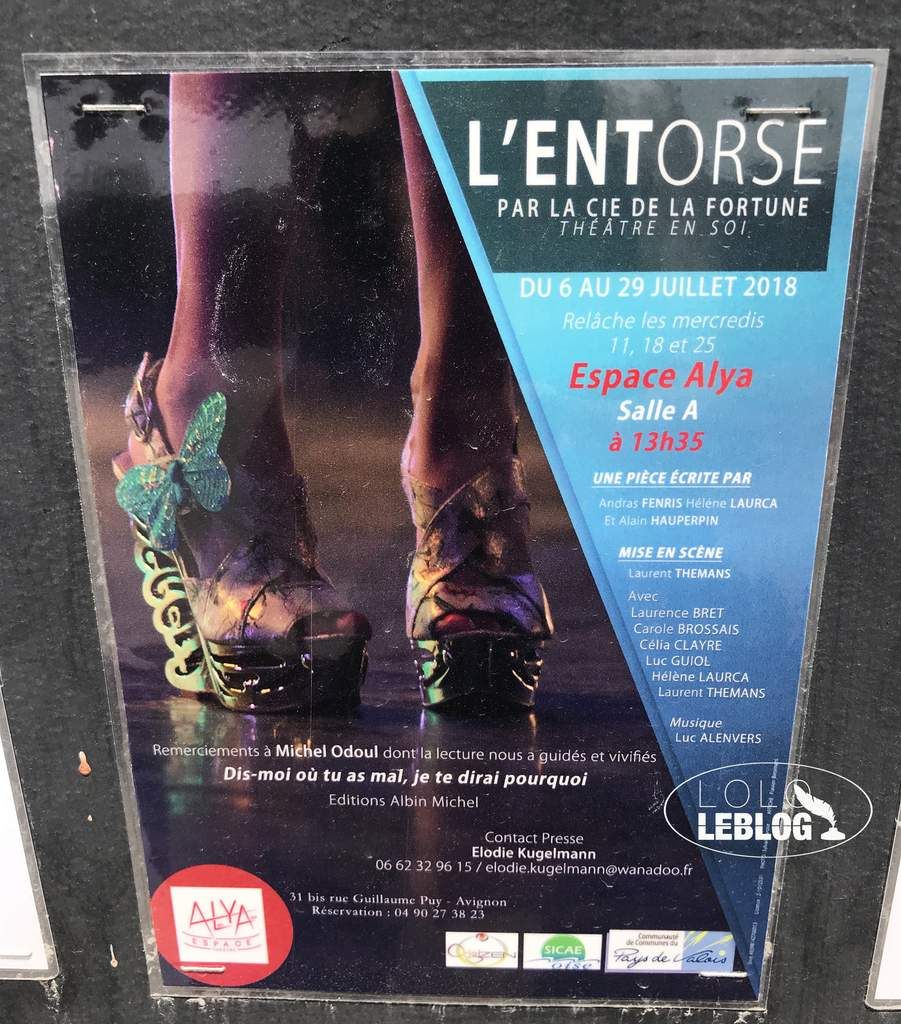 L'ENTORSE
PAR LA CIE DE LA FORTUNE
THÉÂTRE EN SOI
DU 6 AU 29 JUILLET 2018
Relâche les mercredis
11, 18 et 25
Espace Alya
Salle A
à 13h35
UNE PIÈCE ÉCRITE PAR
Andras FENRIS Hélène LAURCA
Et Alain HAUPERPIN
MISE EN SCÈNE
Laurent THEMANS
Avec
Laurence BRET
Carole BROSSAIS
Célia CLAYRE
Luc GUIOL
Hélène LAURCA
Laurent THEMANS
Musique
Luc ALENVERS
Remerciements à Michel Odoul dont la lecture nous a guidés et vivifiés
Dis-moi où tu as mal, je te dirai pourquoi
Editions Albin Michel
LOLO
LEBLOG
Contact Presse
Elodie Kugelmann
06 62 32 96 15 / elodie.kugelmann@wanadoo.fr
31 bis rue Guillaume Puy - Avignon
Réservation : 04 90 27 38 23
ALYA
ESPACE
SICAE
oise
Communauté
de Communes du
Pays de Valois